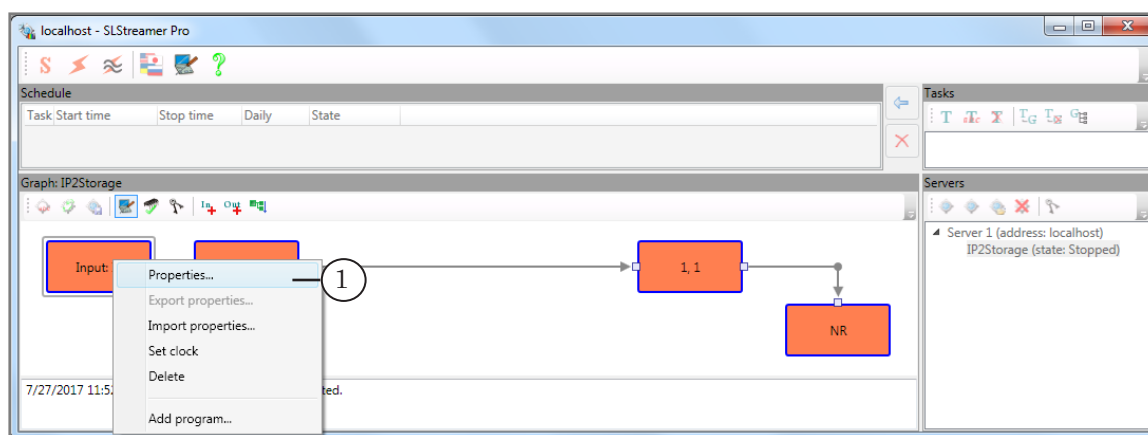 localhost - SLStreamer Pro
Schedule
Task Start time Stop time Daily State
Tasks
Graph: IP2Storage
Servers
Server 1 (address: localhost)
IP2Storage (state: Stopped)
Input:
1, 1
NR
Properties...
1
Export properties...
Import properties...
Set clock
Delete
Add program...
7/27/2017 11:5
ted.